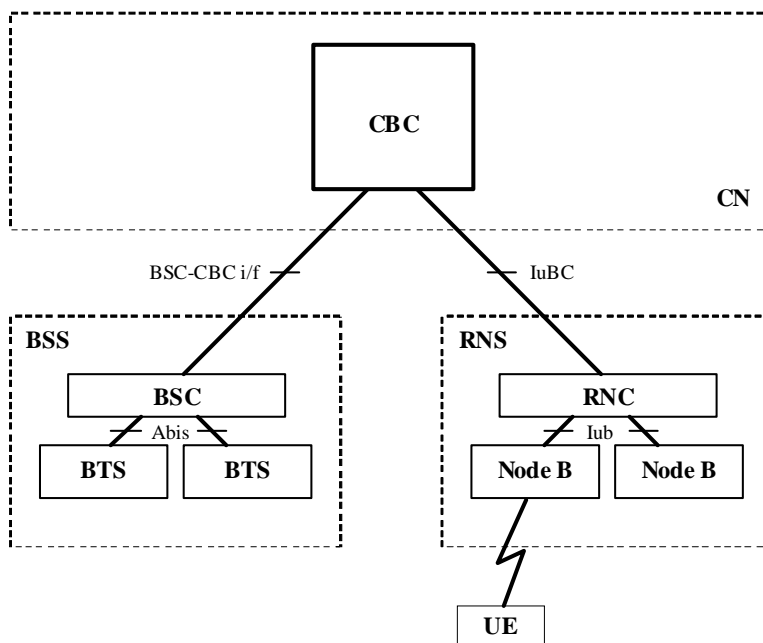 CBC
CN
BSC-CBC i/f
IuBC
BSS
RNS
BSC
RNC
Abis
Iub
BTS
BTS
Node B
Node B
UE